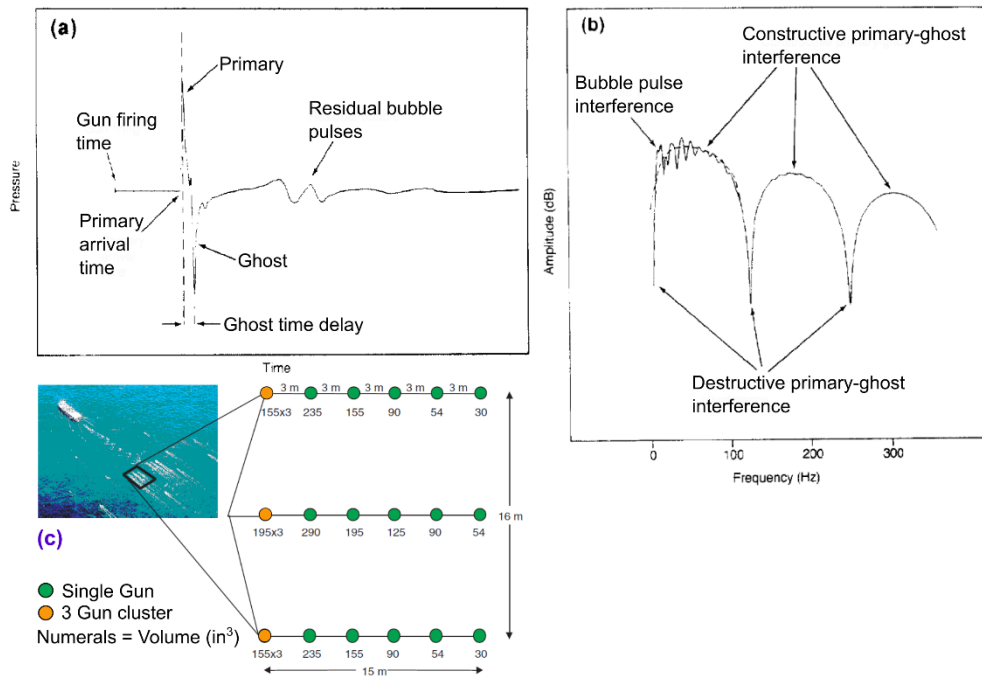 (a)
Primary
Gun firing
time
Residual bubble
pulses
Pressure
Primary
arrival
time
Ghost
Ghost time delay
Time
(b)
Constructive primary-ghost
interference
Bubble pulse
interference
Amplitude (dB)
Destructive primary-ghost
interference
0 100 200 300
Frequency (Hz)
3 m 3 m 3 m 3 m 3 m
155x3 235 155 90 54 30
16 m
195x3 290 195 125 90 54
(c)
Single Gun
3 Gun cluster
Numerals = Volume (in³)
155x3 235 155 90 54 30
15 m